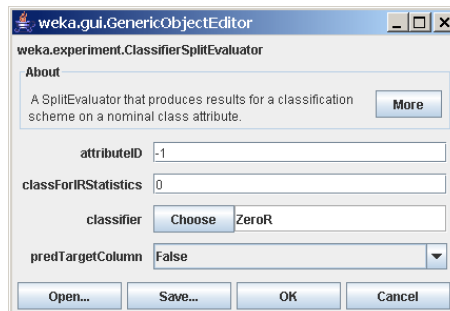 weka.gui.GenericObjectEditor
weka.experiment.ClassifierSplitEvaluator
About
A SplitEvaluator that produces results for a classification
scheme on a nominal class attribute.
More
attributeID -1
classForIRStatistics 0
classifier Choose ZeroR
predTargetColumn False
Open... Save... OK Cancel